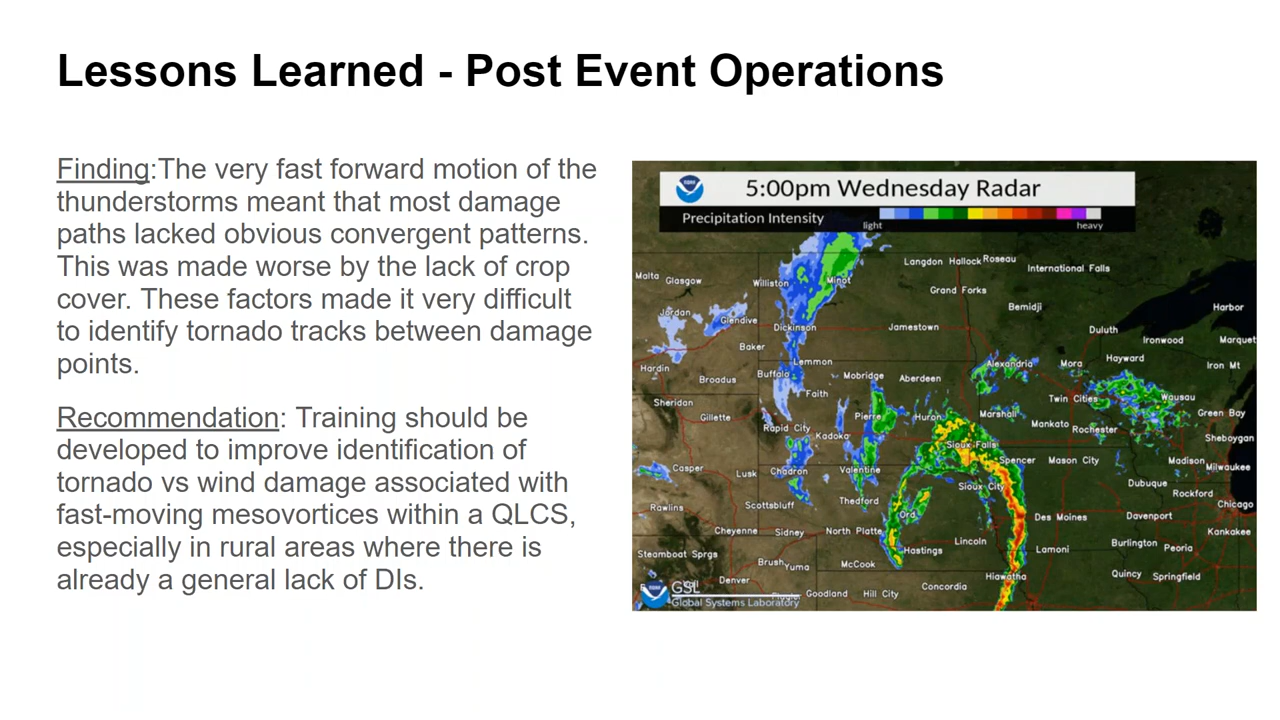 Lessons Learned - Post Event Operations
Finding:The very fast forward motion of the
thunderstorms meant that most damage
paths lacked obvious convergent patterns.
This was made worse by the lack of crop
cover. These factors made it very difficult
to identify tornado tracks between damage
points.
Recommendation: Training should be
developed to improve identification of
tornado vs wind damage associated with
fast-moving mesovortices within a QLCS,
especially in rural areas where there is
already a general lack of DIs.
5:00pm Wednesday Radar
Precipitation Intensity
light
heavy
Langdon
Hallock
Roseau
International Falls
Malta
Glasgow
Williston
Minot
Grand Forks
Bemidji
Harbor
Jordan
Glendive
Dickinson
Jamestown
Duluth
Ironwood
Marquet
Baker
Hardin
Broadus
Buffalo
Lemmon
Mobridge
Aberdeen
Alexandria
Mora
Hayward
Iron Mt
Sheridan
Gillette
Faith
Twin Cities
Wausau
Rapid City
Kadoka
Pierre
Huron
Marshall
Mankato
Rochester
Green Bay
Sheboygan
Casper
Lusk
Chadron
Valentine
Sioux Falls
Spencer
Mason City
Madison
Milwaukee
Rawlins
Scottsbluff
Thedford
Sioux City
Dubuque
Rockford
Chicago
Cheyenne
Sidney
North Platte
Ord
Lincoln
Des Moines
Davenport
Kankakee
Steamboat Sprgs
Brush
Yuma
McCook
Hastings
Lamoni
Burlington
Peoria
Denver
Goodland
Hill City
Concordia
Hiawatha
Quincy
Springfield
GSL
Global Systems Laboratory